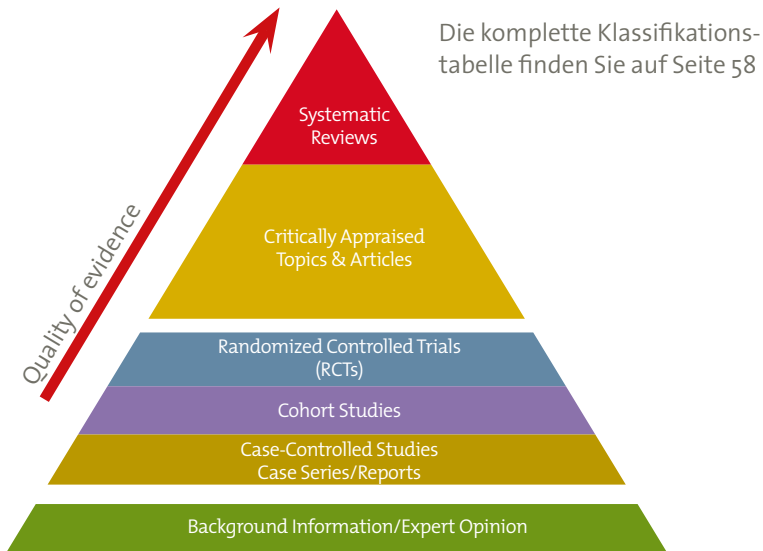 Die komplette Klassifikations-
tabelle finden Sie auf Seite 58
Systematic
Reviews
Quality of evidence
Critically Appraised
Topics & Articles
Randomized Controlled Trials
(RCTs)
Cohort Studies
Case-Controlled Studies
Case Series/Reports
Background Information/Expert Opinion